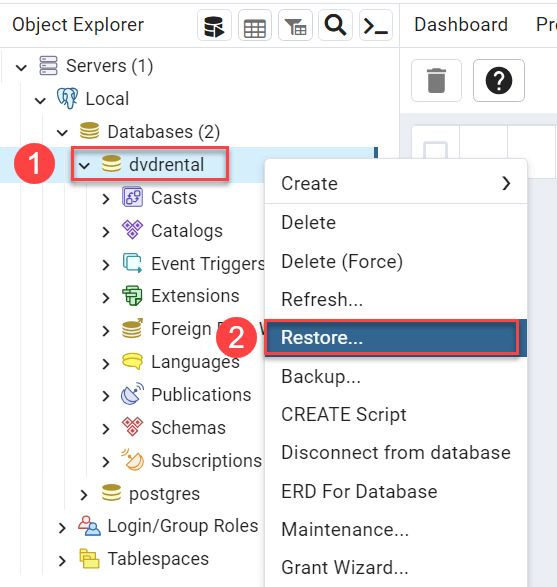 Object Explorer
Dashboard
Servers (1)
Local
Databases (2)
1
dvdrental
Create
Casts
Delete
Catalogs
Delete (Force)
Event Triggers
Refresh...
Extensions
2
Foreign
Restore...
Languages
Backup...
Publications
CREATE Script
Schemas
Disconnect from database
Subscriptions
ERD For Database
postgres
Maintenance...
Login/Group Roles
Tablespaces
Grant Wizard...